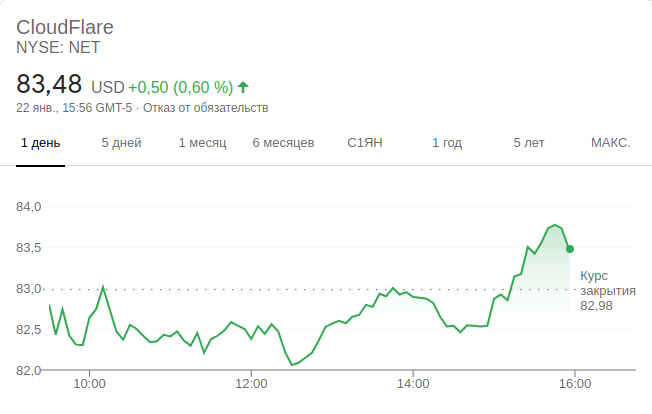 CloudFlare
NYSE: NET
83,48 USD +0,50 (0,60 %)
22 янв., 15:56 GMT-5 · Отказ от обязательств
1 день 5 дней 1 месяц 6 месяцев С1ЯН 1 год 5 лет МАКС.
84,0
83,5
83,0
82,5
82,0
Курс
закрытия
82,98
10:00 12:00 14:00 16:00